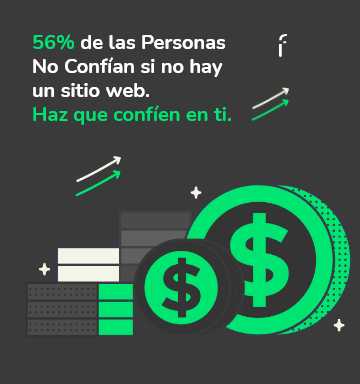 56% de las Personas
No Confían si no hay
un sitio web.
Haz que confíen en ti.
$
$